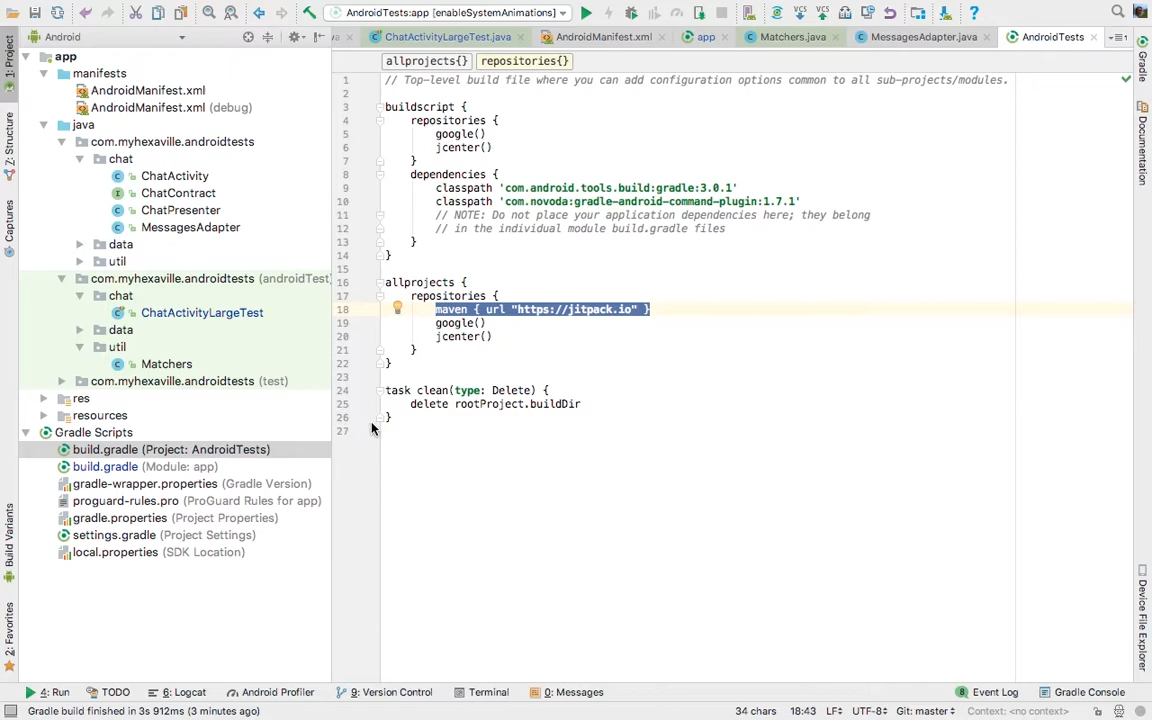 AndroidTests:app [enableSystemAnimations]
1: Project
Z: Structure
Captures
Build Variants
2: Favorites
Android
app
manifests
AndroidManifest.xml
AndroidManifest.xml (debug)
java
com.myhexaville.androidtests
chat
ChatActivity
ChatContract
ChatPresenter
MessagesAdapter
data
util
com.myhexaville.androidtests (androidTest)
chat
ChatActivityLargeTest
data
util
Matchers
com.myhexaville.androidtests (test)
res
resources
Gradle Scripts
build.gradle (Project: AndroidTests)
build.gradle (Module: app)
gradle-wrapper.properties (Gradle Version)
proguard-rules.pro (ProGuard Rules for app)
gradle.properties (Project Properties)
settings.gradle (Project Settings)
local.properties (SDK Location)
va ChatActivityLargeTest.java AndroidManifest.xml app Matchers.java MessagesAdapter.java AndroidTests
allprojects{} repositories{}
1 // Top-level build file where you can add configuration options common to all sub-projects/modules.
2
3 buildscript {
4 repositories {
5 google()
6 jcenter()
7 }
8 dependencies {
9 classpath 'com.android.tools.build:gradle:3.0.1'
10 classpath 'com.novoda:gradle-android-command-plugin:1.7.1'
11 // NOTE: Do not place your application dependencies here; they belong
12 // in the individual module build.gradle files
13 }
14 }
15
16 allprojects {
17 repositories {
18 maven { url "https://jitpack.io" }
19 google()
20 jcenter()
21 }
22 }
23
24 task clean(type: Delete) {
25 delete rootProject.buildDir
26 }
27
Gradle
Documentation
Device File Explorer
4: Run TODO 6: Logcat Android Profiler 9: Version Control Terminal 0: Messages 8 Event Log Gradle Console
Gradle build finished in 3s 912ms (3 minutes ago) 34 chars 18:43 LF UTF-8 Git: master Context: <no context>